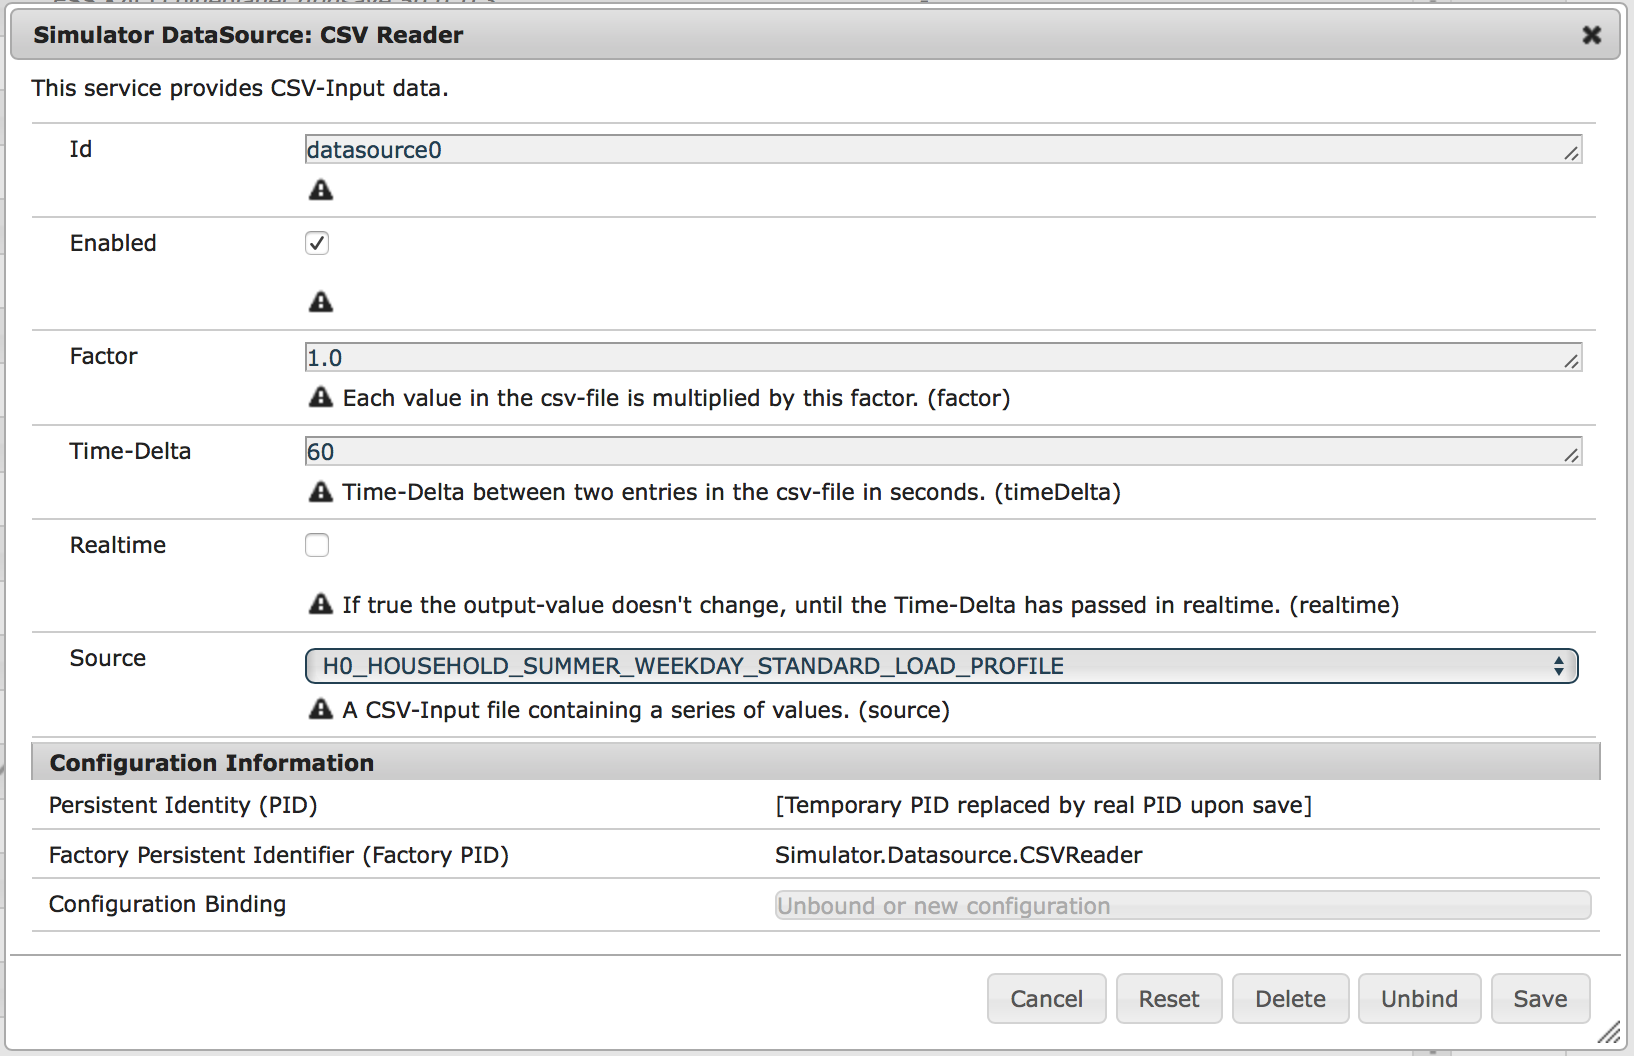 Simulator DataSource: CSV Reader
This service provides CSV-Input data.
Id
datasource0
Enabled
Factor
1.0
Each value in the csv-file is multiplied by this factor. (factor)
Time-Delta
60
Time-Delta between two entries in the csv-file in seconds. (timeDelta)
Realtime
If true the output-value doesn't change, until the Time-Delta has passed in realtime. (realtime)
Source
H0_HOUSEHOLD_SUMMER_WEEKDAY_STANDARD_LOAD_PROFILE
A CSV-Input file containing a series of values. (source)
Configuration Information
Persistent Identity (PID) [Temporary PID replaced by real PID upon save]
Factory Persistent Identifier (Factory PID) Simulator.Datasource.CSVReader
Configuration Binding Unbound or new configuration
Cancel Reset Delete Unbind Save